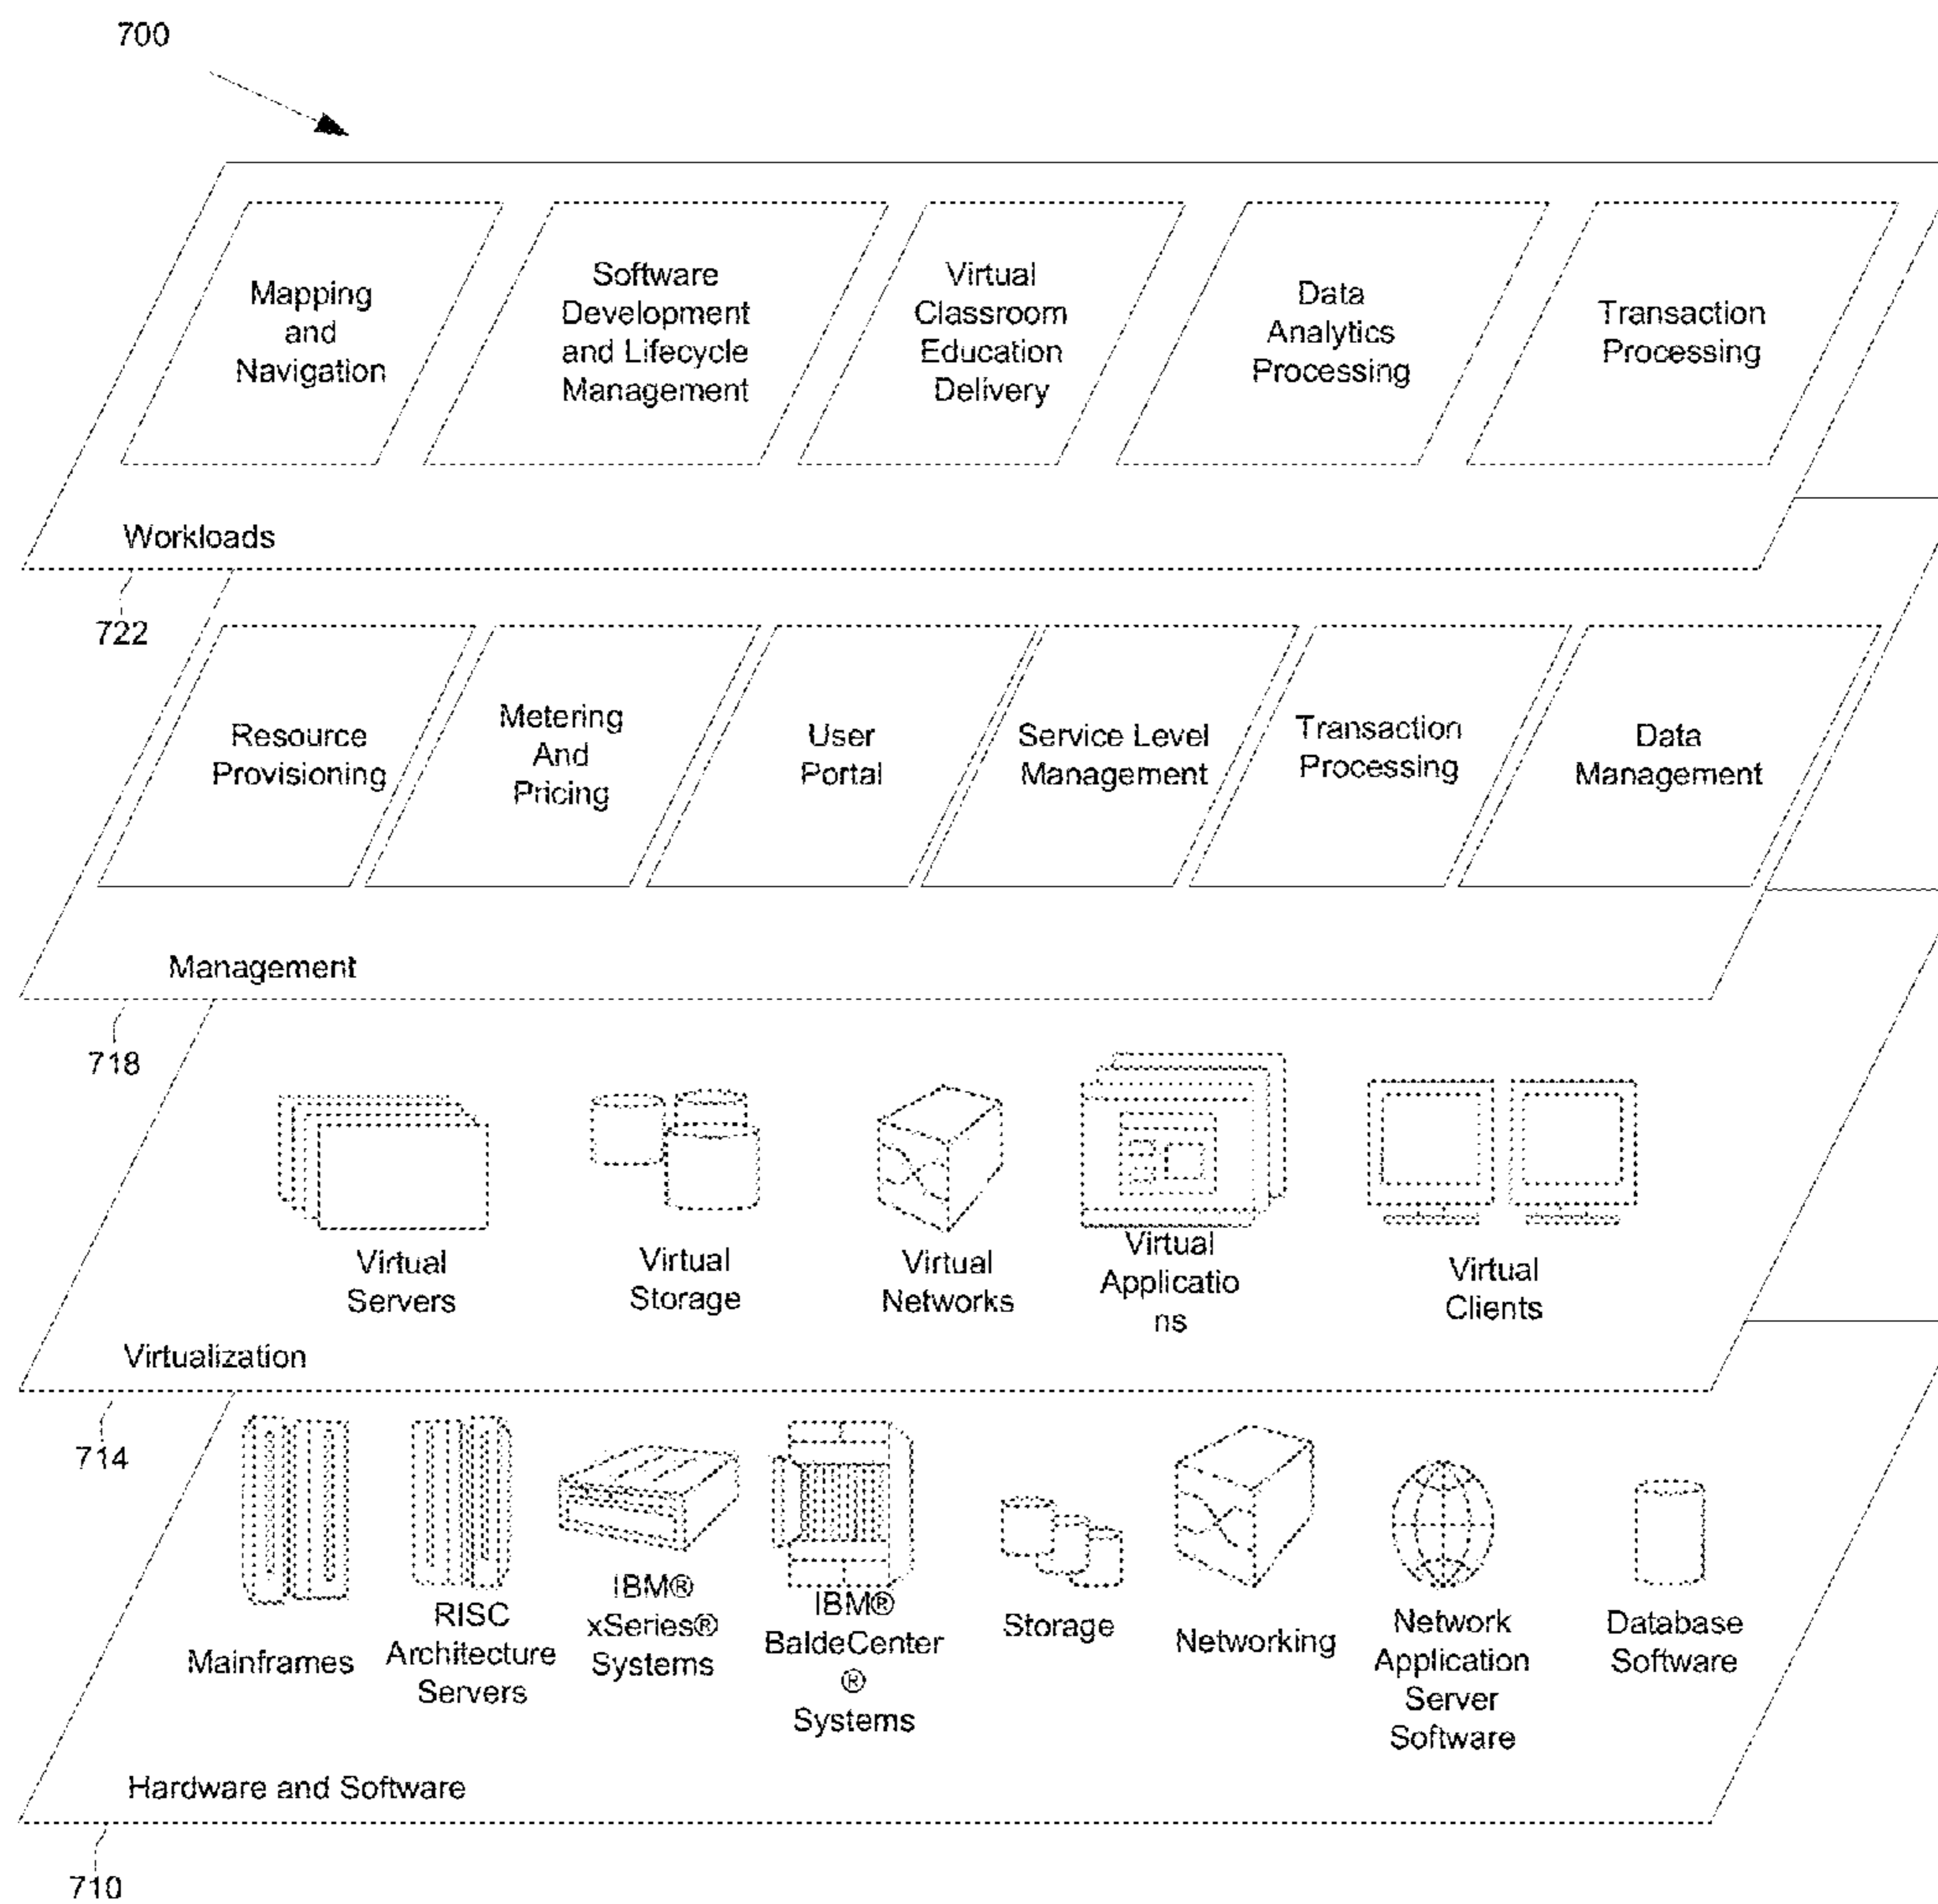 700
Mapping
and
Navigation
Software
Development
and Lifecycle
Management
Virtual
Classroom
Education
Delivery
Data
Analytics
Processing
Transaction
Processing
Workloads
722
Resource
Provisioning
Metering
And
Pricing
User
Portal
Service Level
Management
Transaction
Processing
Data
Management
Management
718
Virtual
Servers
Virtual
Storage
Virtual
Networks
Virtual
Applicatio
ns
Virtual
Clients
Virtualization
714
Mainframes
RISC
Architecture
Servers
IBM®
xSeries®
Systems
IBM®
BaldeCenter
®
Systems
Storage
Networking
Network
Application
Server
Software
Database
Software
Hardware and Software
710